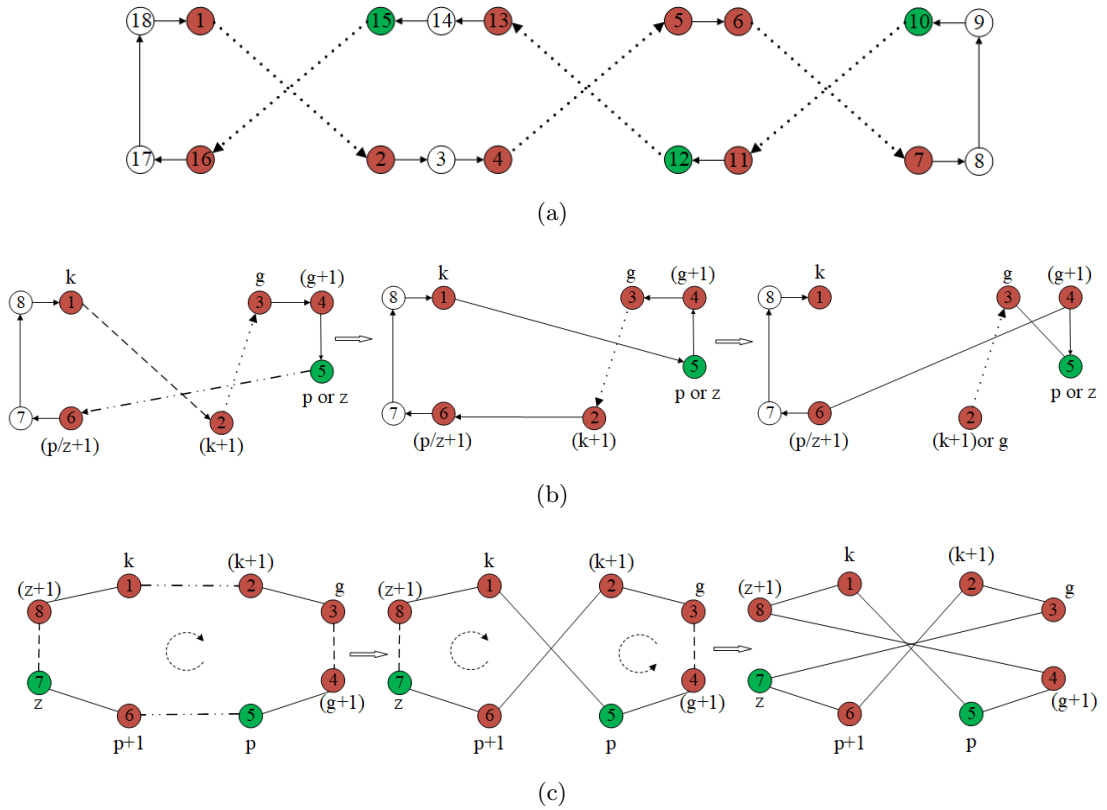 18 1 15 14 13 5 6 10 9
17 16 2 3 4 12 11 7 8
(a)
k g (g+1) k g (g+1) k g (g+1)
8 1 3 4 8 1 3 4 8 1 3 4
5 5 5
p or z p or z p or z
7 6 2 7 6 2 7 6 2
(p/z+1) (k+1) (p/z+1) (k+1) (p/z+1) (k+1)or g
(b)
k (k+1) k (k+1) k (k+1)
(z+1) 1 2 g (z+1) 1 2 g (z+1) 1 2 g
8 3 8 3 8 3
7 4 7 4 7 4
z 6 5 (g+1) z 6 5 (g+1) z 6 5 (g+1)
p+1 p p+1 p p+1 p
(c)